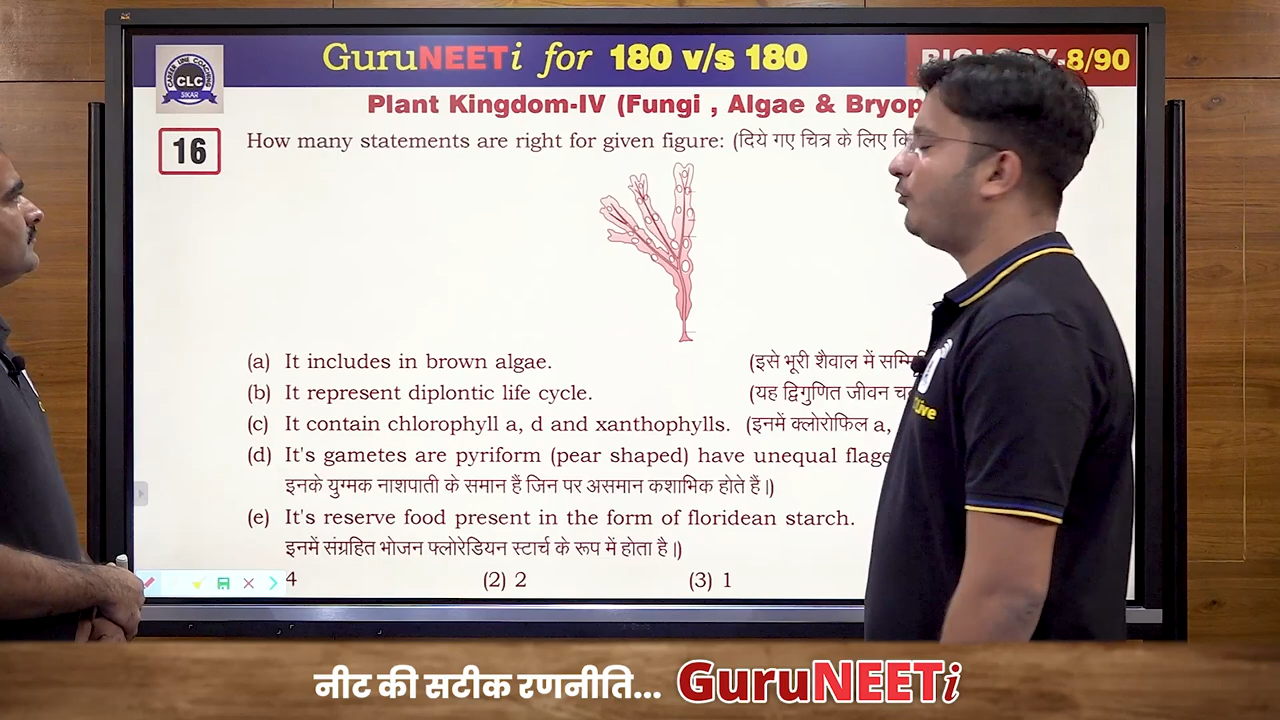 CAREER LINE COACHING
CLC
SIKAR
GuruNEETi for 180 v/s 180
BIOLOGY-8/90
Plant Kingdom-IV (Fungi , Algae &
16
How many statements are right for given figure: (दिये गए चित्र के लिए
(a) It includes in brown algae. (इसे भूरी शैवाल में
(b) It represent diplontic life cycle. (यह द्विगुणित जीवन
(c) It contain chlorophyll a, d and xanthophylls. (इनमें क्लोरोफिल a,
(d) It's gametes are pyriform (pear shaped) have unequal
इनके युग्मक नाशपाती के समान हैं जिन पर असमान कशाभिक होते हैं।)
(e) It's reserve food present in the form of floridean starch.
इनमें संग्रहित भोजन फ्लोरेडियन स्टार्च के रूप में होता है।)
4 (2) 2 (3) 1
नीट की सटीक रणनीति... GuruNEETi